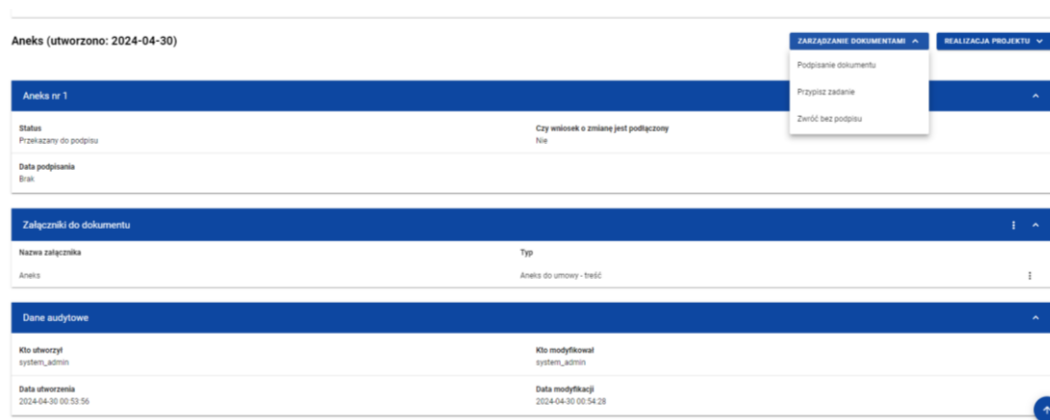 Aneks (utworzono: 2024-04-30)
ZARZĄDZANIE DOKUMENTAMI
REALIZACJA PROJEKTU
Podpisanie dokumentu
Przypisz zadanie
Zwróć bez podpisu
Aneks nr 1
Status
Czy wniosek o zmianę jest podłączony
Przekazany do podpisu
Nie
Data podpisania
Brak
Załączniki do dokumentu
Nazwa załącznika
Typ
Aneks
Aneks do umowy - treść
Dane audytowe
Kto utworzył
Kto modyfikował
system_admin
system_admin
Data utworzenia
Data modyfikacji
2024-04-30 00:53:56
2024-04-30 00:54:28